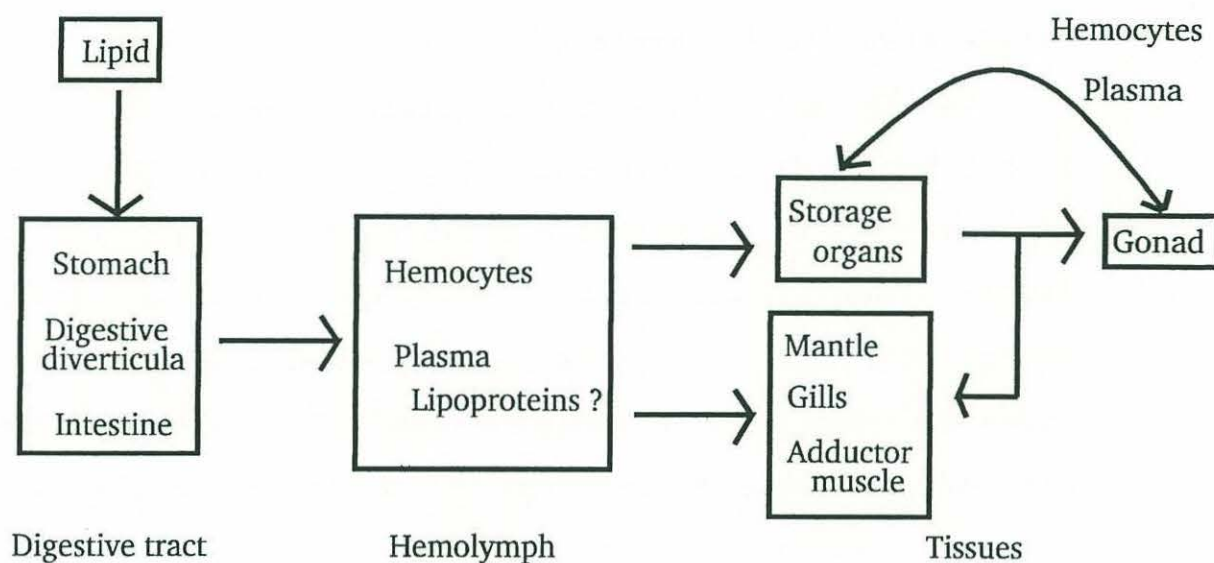 Lipid
Stomach
Digestive
diverticula
Intestine
Digestive tract
Hemocytes
Plasma
Lipoproteins ?
Hemolymph
Hemocytes
Plasma
Storage
organs
Gonad
Mantle
Gills
Adductor
muscle
Tissues